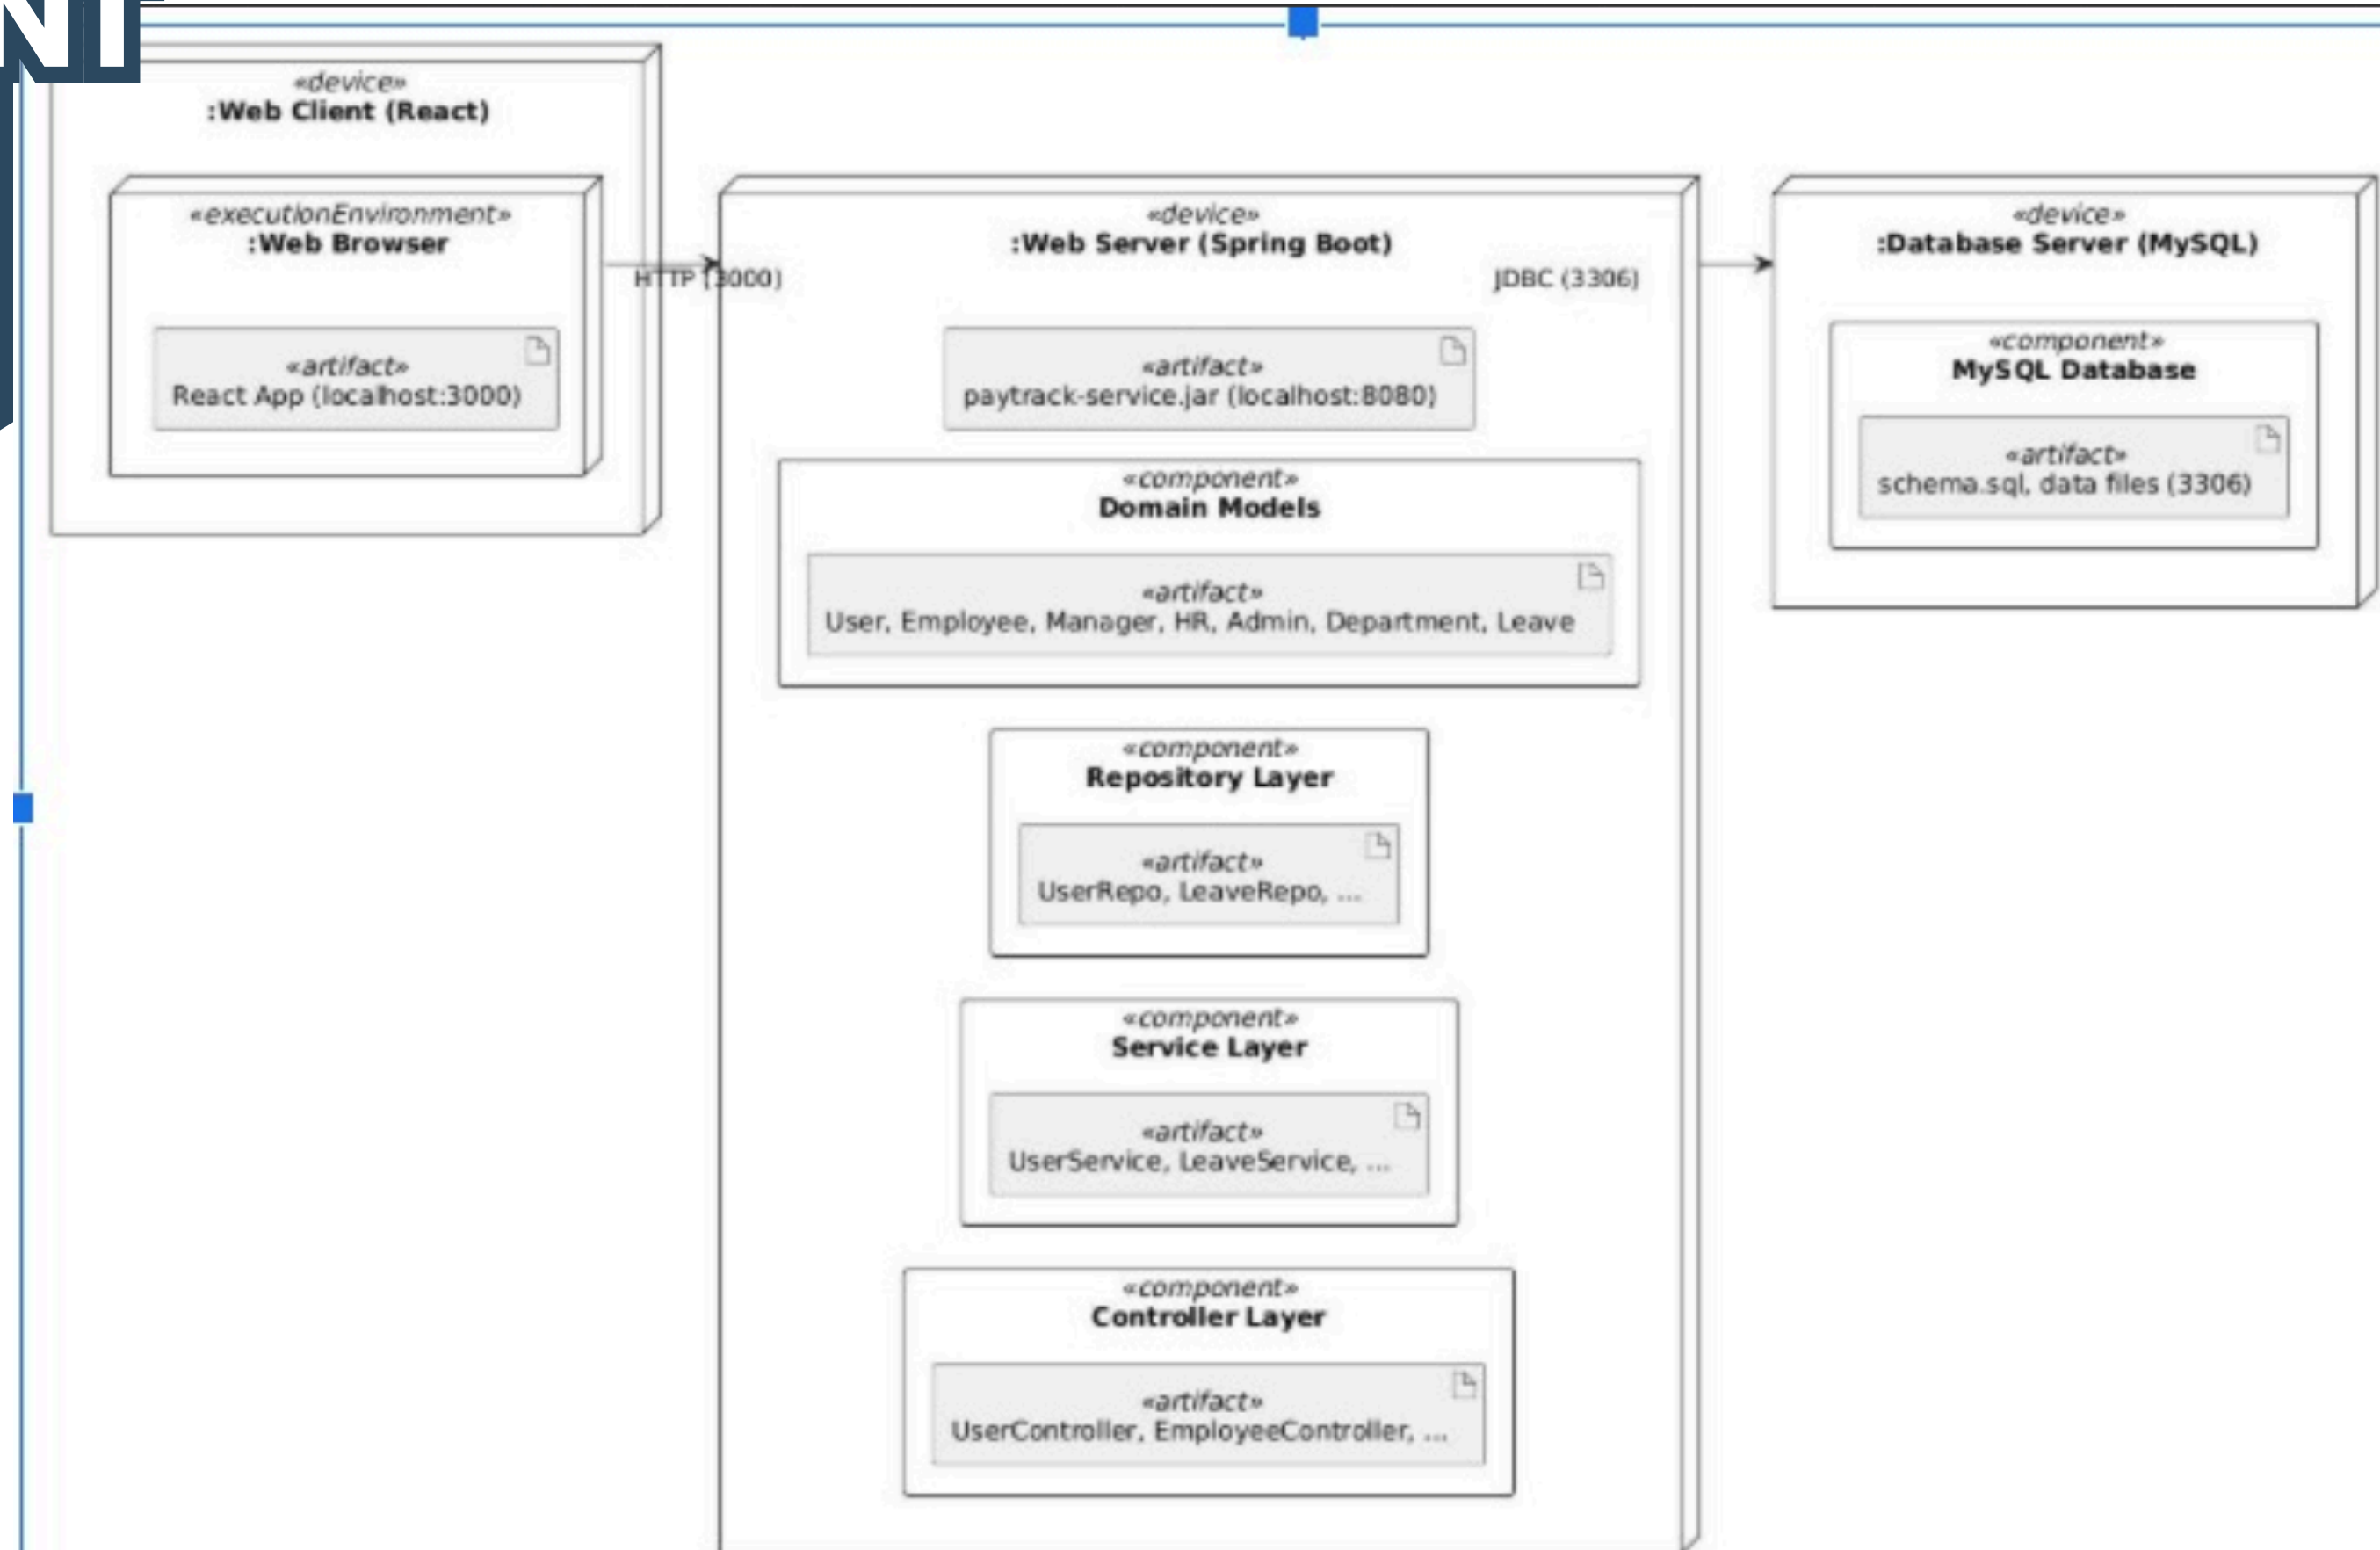 «device»
:Web Client (React)
«executionEnvironment»
:Web Browser
«artifact»
React App (localhost:3000)
HTTP (3000)
«device»
:Web Server (Spring Boot)
JDBC (3306)
«artifact»
paytrack-service.jar (localhost:8080)
«component»
Domain Models
«artifact»
User, Employee, Manager, HR, Admin, Department, Leave
«component»
Repository Layer
«artifact»
UserRepo, LeaveRepo, ...
«component»
Service Layer
«artifact»
UserService, LeaveService, ...
«component»
Controller Layer
«artifact»
UserController, EmployeeController, ...
«device»
:Database Server (MySQL)
«component»
MySQL Database
«artifact»
schema.sql, data files (3306)